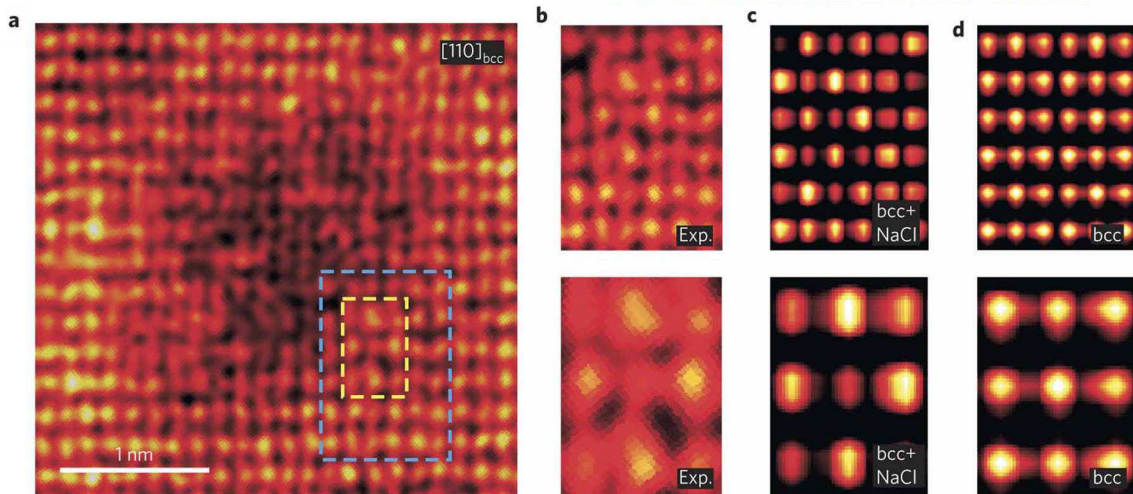 a
b
c
d
[110]bcc
1 nm
Exp.
bcc+
NaCl
bcc
Exp.
bcc+
NaCl
bcc